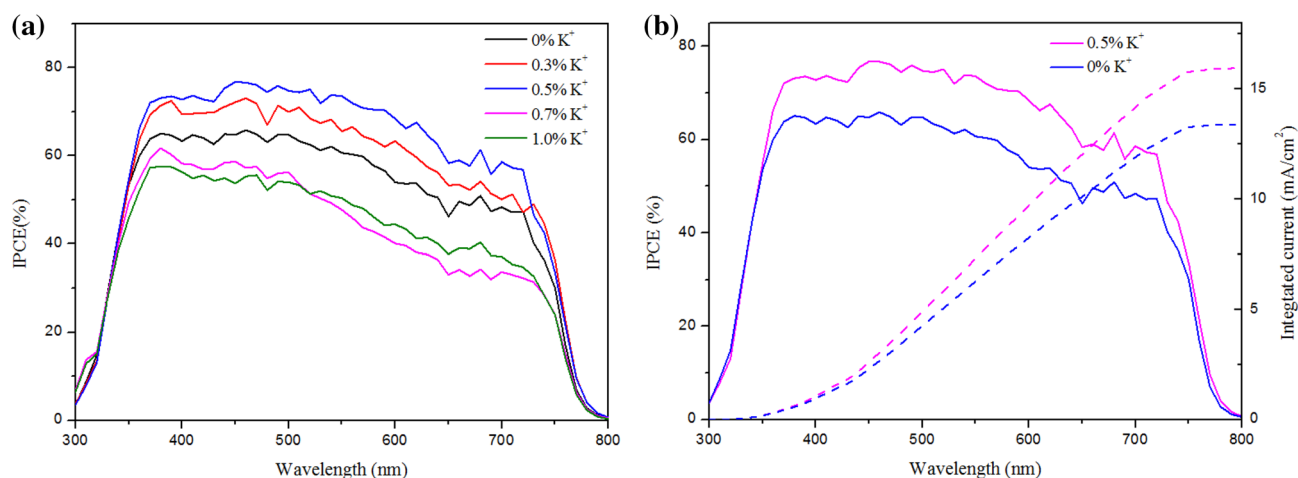 (a)
80
60
40
20
0
IPCE(%)
300 400 500 600 700 800
Wavelength (nm)
0% K⁺
0.3% K⁺
0.5% K⁺
0.7% K⁺
1.0% K⁺
(b)
80
60
40
20
0
IPCE (%)
300 400 500 600 700 800
Wavelength (nm)
0.5% K⁺
0% K⁺
15
10
5
0
Integtated current (mA/cm²)